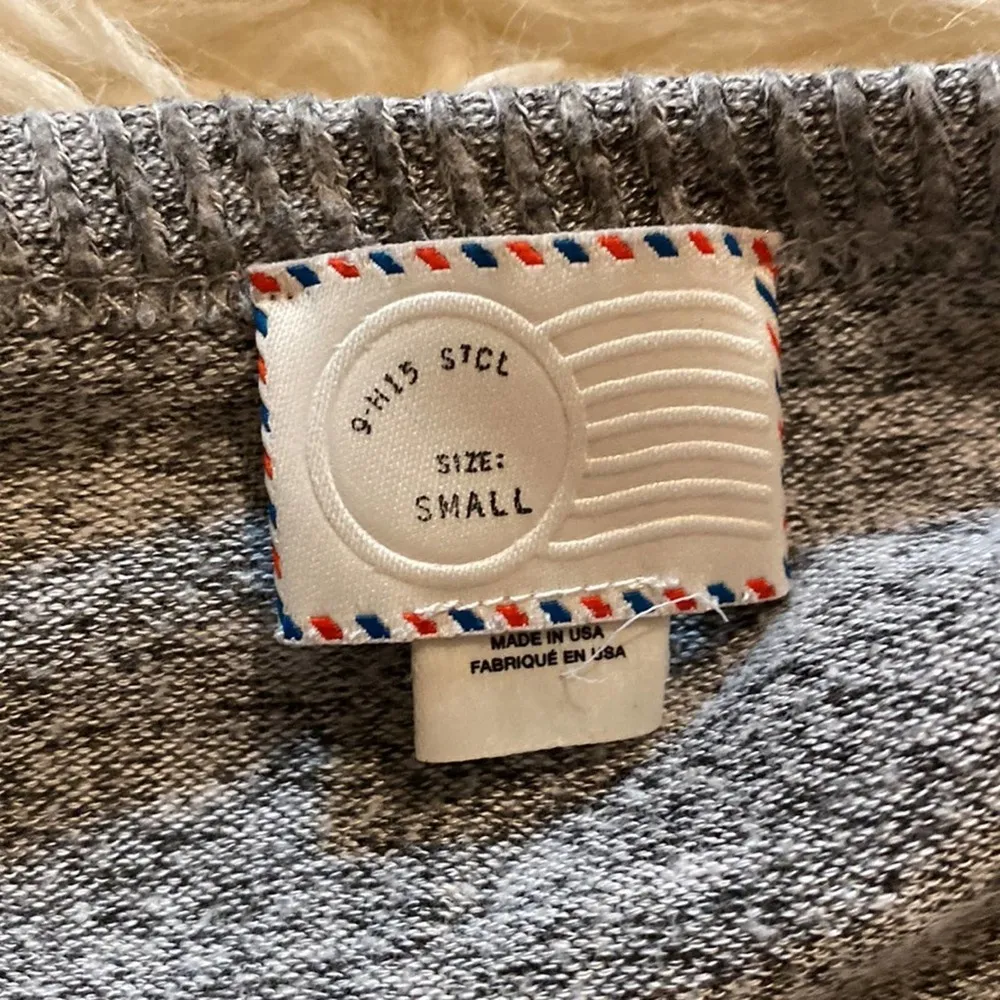 9-H15 STCL
SIZE:
SMALL
MADE IN USA
FABRIQUÉ EN USA